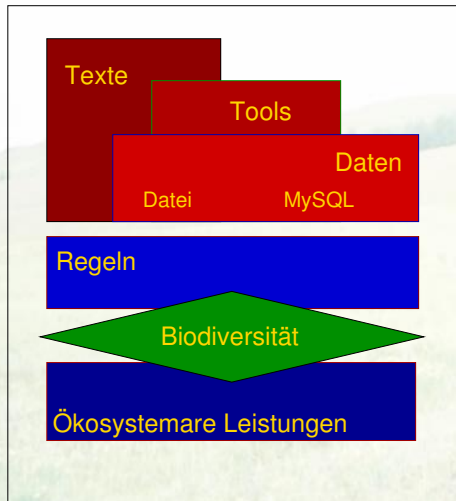 Texte
Tools
Daten
Datei MySQL
Regeln
Biodiversität
Ökosystemare Leistungen